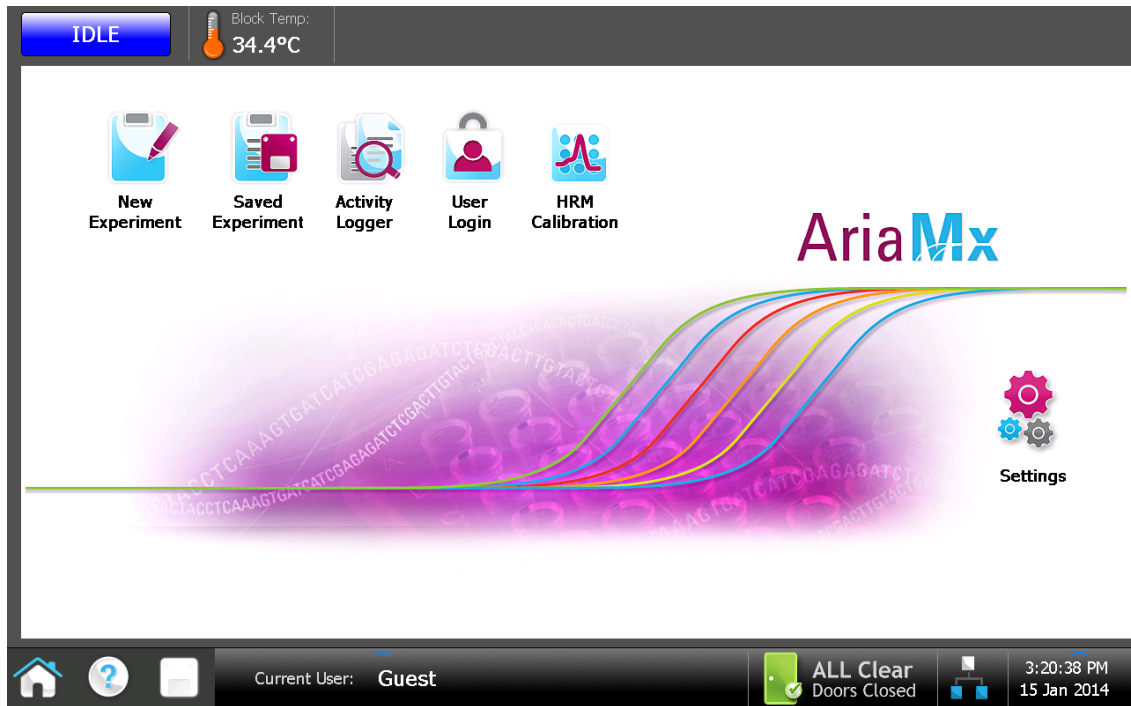 IDLE
Block Temp:
34.4°C
New
Experiment
Saved
Experiment
Activity
Logger
User
Login
HRM
Calibration
AriaMx
Settings
?
Current User: Guest
ALL Clear
Doors Closed
3:20:38 PM
15 Jan 2014